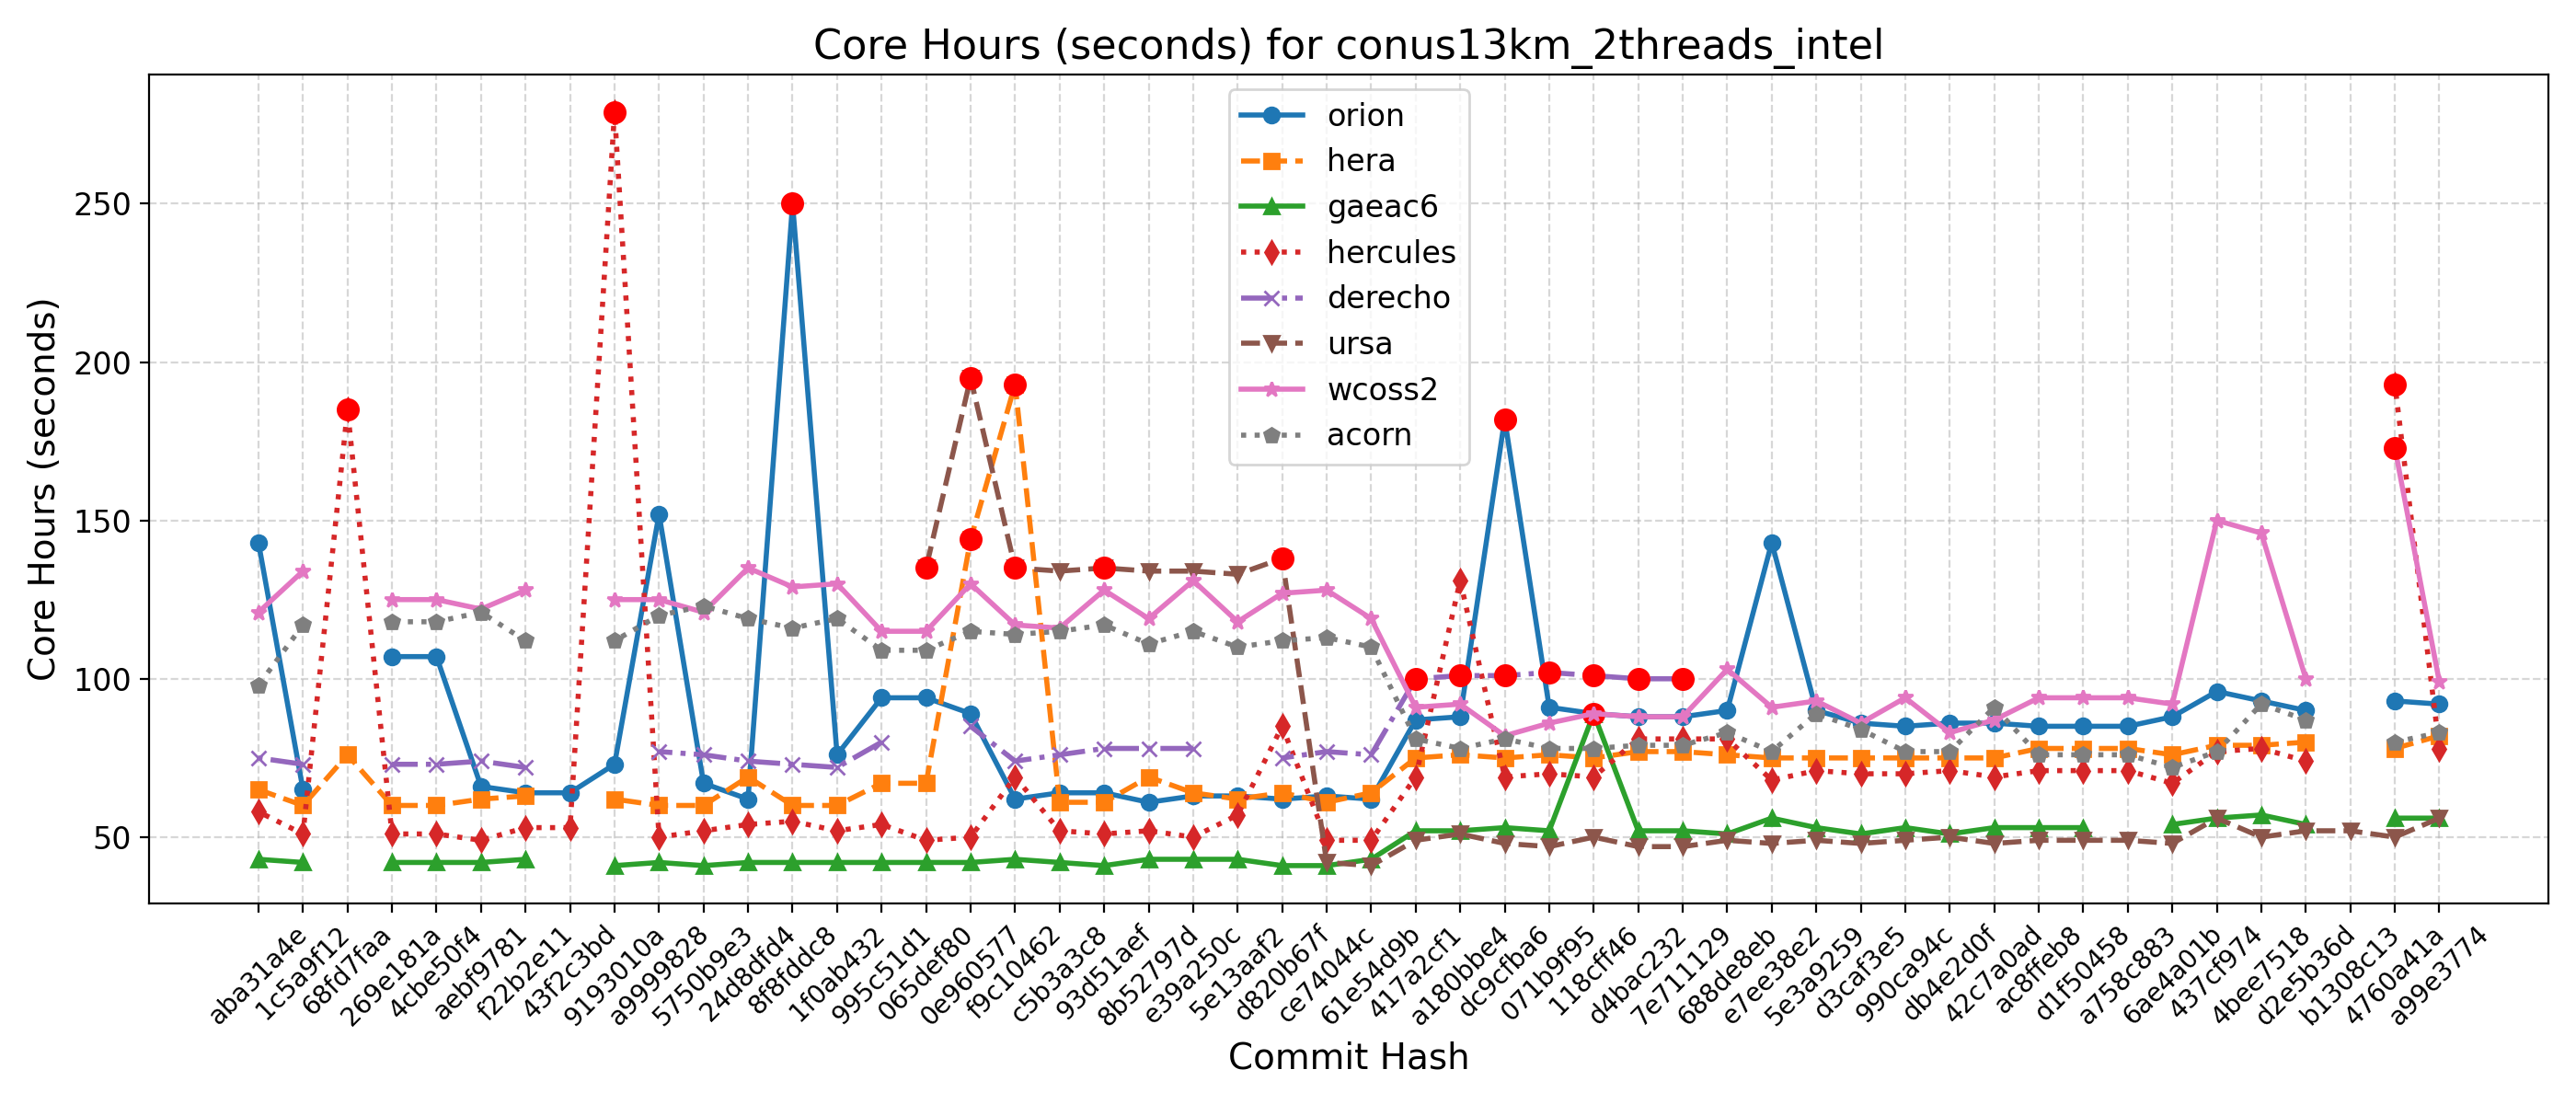 Core Hours (seconds) for conus13km_2threads_intel
Core Hours (seconds)
250
200
150
100
50
orion
hera
gaeac6
hercules
derecho
ursa
wcoss2
acorn
aba31a4e
1c5a9f12
68fd7faa
269e181a
4cbe50f4
aebf9781
f22b2e11
43f2c3bd
9193010a
a9999828
5750b9e3
24d8dfd4
8f8fddc8
1f0ab432
995c51d1
065def80
0e960577
f9c10462
c5b3a3c8
93d51aef
8b52797d
e39a250c
5e13aaf2
d820b67f
ce74044c
61e54d9b
417a2cf1
a180bbe4
dc9cfba6
071b9f95
118cff46
d4bac232
7e711129
688de8eb
e7ee38e2
5e3a9259
d3caf3e5
990ca94c
db4e2d0f
42c7a0ad
ac8ffeb8
d1f50458
a758c883
6ae4a01b
437cf974
4bee7518
d2e5b36d
b1308c13
4760a41a
a99e3774
Commit Hash